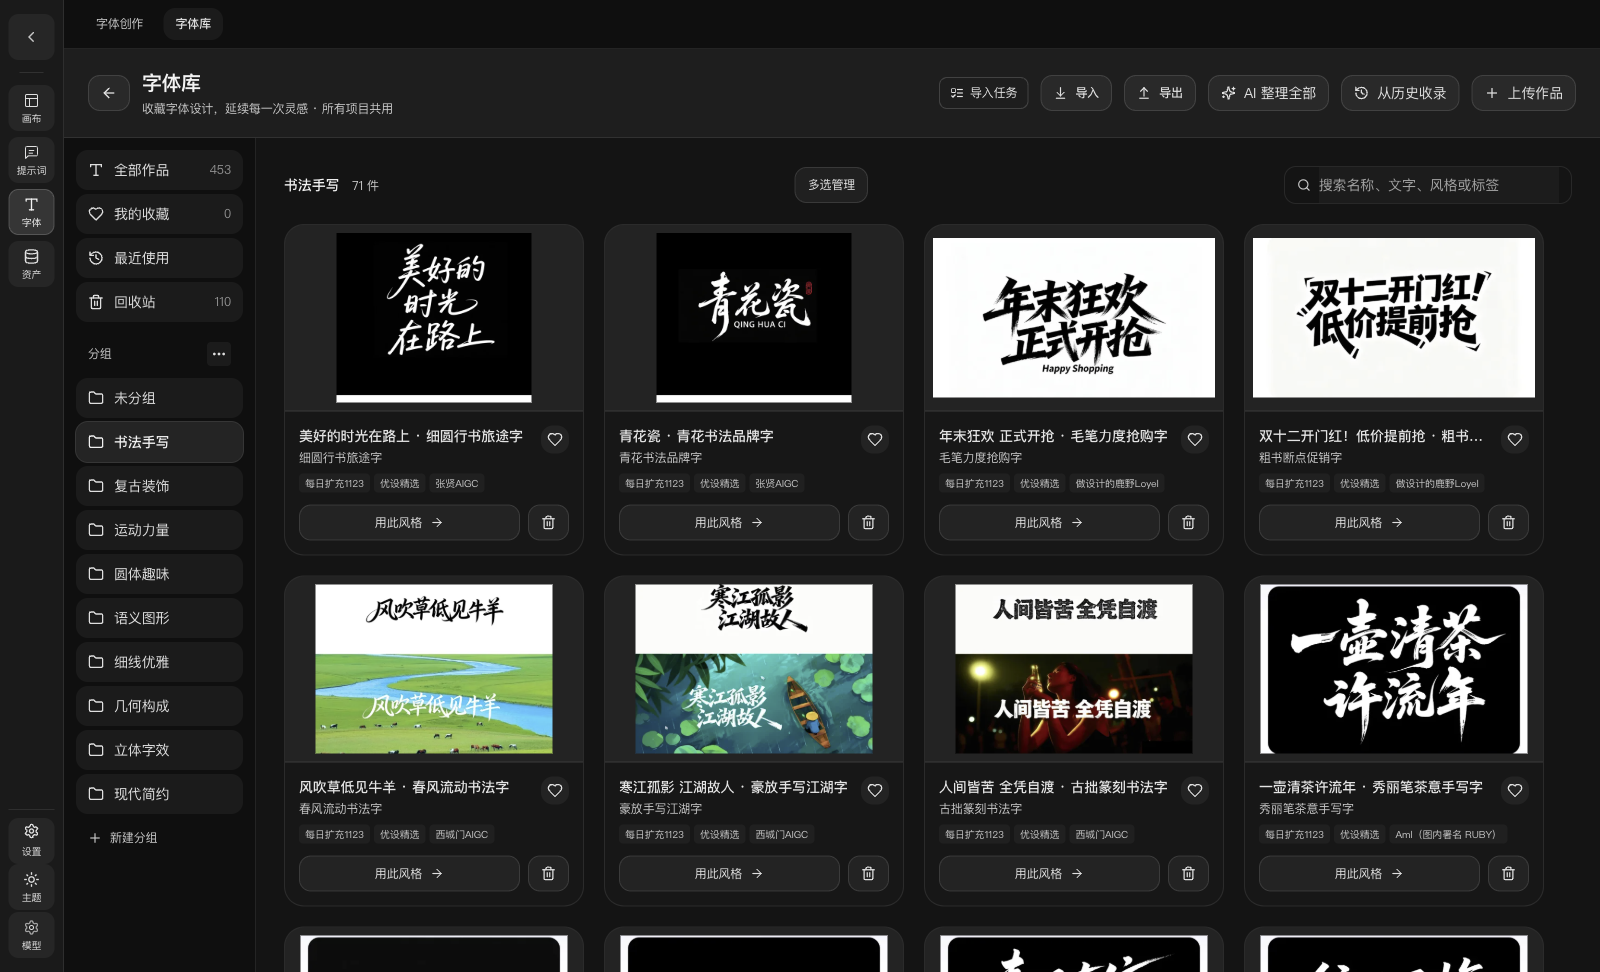 字体创作
字体库
画布
提示词
字体
资产
设置
主题
模型
字体库
收藏字体设计，延续每一次灵感 · 所有项目共用
导入任务
导入
导出
AI 整理全部
从历史收录
上传作品
全部作品 453
我的收藏 0
最近使用
回收站 110
分组
未分组
书法手写
复古装饰
运动力量
圆体趣味
语义图形
细线优雅
几何构成
立体字效
现代简约
新建分组
书法手写 71 件
多选管理
搜索名称、文字、风格或标签
美好的
时光
在路上
美好的时光在路上 · 细圆行书旅途字
细圆行书旅途字
每日扩充1123 优设精选 张贤AIGC
用此风格
青花瓷
QING HUA CI
青花瓷 · 青花书法品牌字
青花书法品牌字
每日扩充1123 优设精选 张贤AIGC
用此风格
年末狂欢
正式开抢
Happy Shopping
年末狂欢 正式开抢 · 毛笔力度抢购字
毛笔力度抢购字
每日扩充1123 优设精选 做设计的鹿野Loyel
用此风格
双十二开门红！
低价提前抢
双十二开门红！低价提前抢 · 粗书...
粗书断点促销字
每日扩充1123 优设精选 做设计的鹿野Loyel
用此风格
风吹草低见牛羊
风吹草低见牛羊
风吹草低见牛羊 · 春风流动书法字
春风流动书法字
每日扩充1123 优设精选 西城门AIGC
用此风格
寒江孤影
江湖故人
寒江孤影
江湖故人
寒江孤影 江湖故人 · 豪放手写江湖字
豪放手写江湖字
每日扩充1123 优设精选 西城门AIGC
用此风格
人间皆苦 全凭自渡
人间皆苦 全凭自渡
人间皆苦 全凭自渡 · 古拙篆刻书法字
古拙篆刻书法字
每日扩充1123 优设精选 西城门AIGC
用此风格
一壶清茶
许流年
一壶清茶许流年 · 秀丽笔茶意手写字
秀丽笔茶意手写字
每日扩充1123 优设精选 Aml（图内署名 RUBY）
用此风格